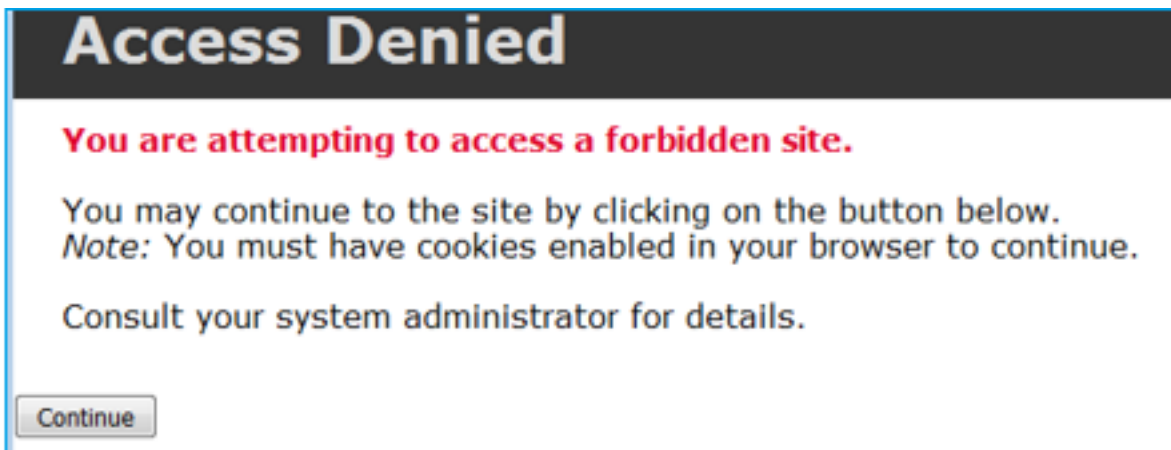 Access Denied
You are attempting to access a forbidden site.
You may continue to the site by clicking on the button below.
Note: You must have cookies enabled in your browser to continue.
Consult your system administrator for details.
Continue